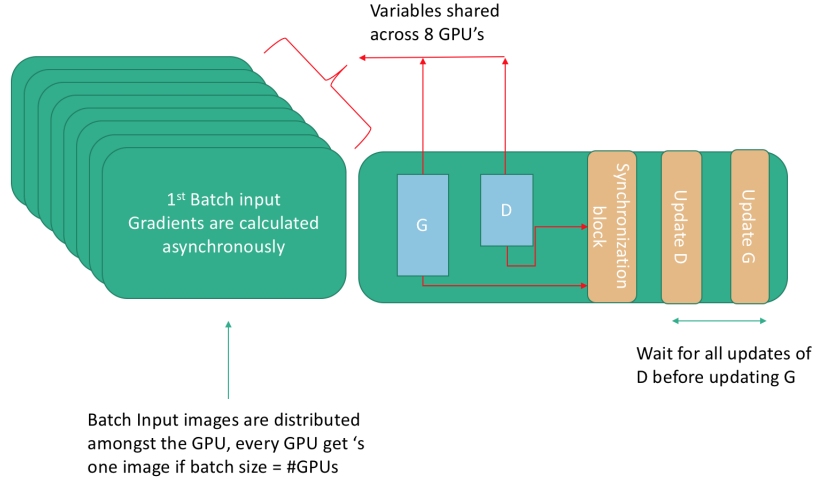 Variables shared
across 8 GPU's
1st Batch input
Gradients are calculated
asynchronously
G
D
Synchronization
block
Update D
Update G
Wait for all updates of
D before updating G
Batch Input images are distributed
amongst the GPU, every GPU get ‘s
one image if batch size = #GPUs